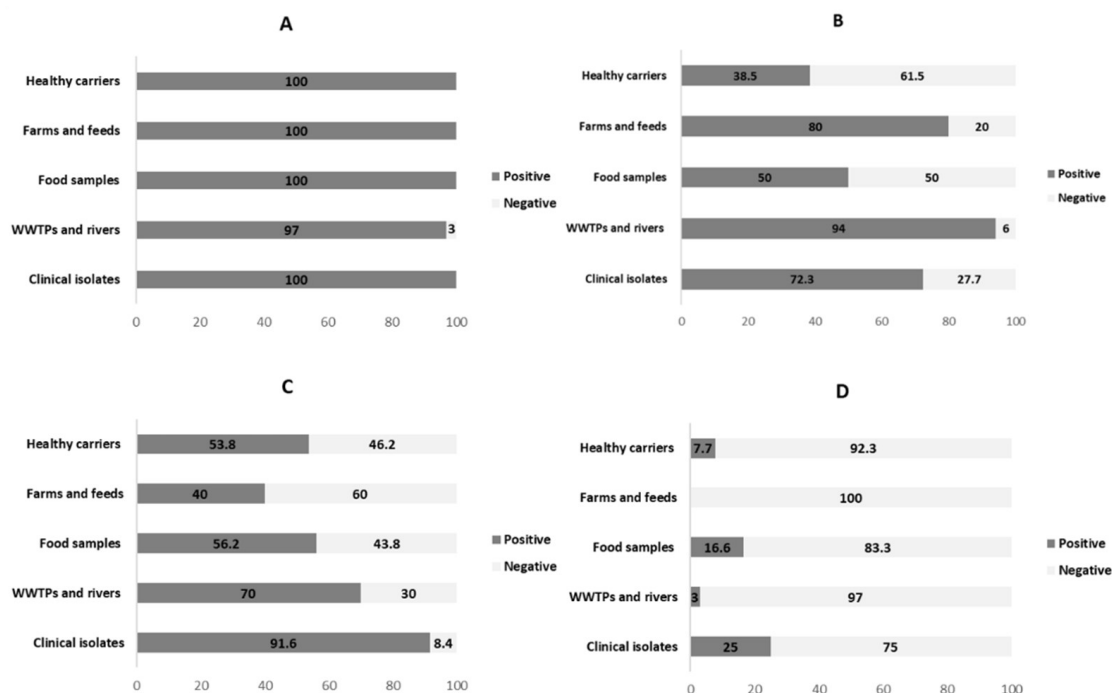 A
Healthy carriers 100
Farms and feeds 100
Food samples 100
WWTPs and rivers 97 3
Clinical isolates 100
0 20 40 60 80 100
Positive
Negative
B
Healthy carriers 38.5 61.5
Farms and feeds 80 20
Food samples 50 50
WWTPs and rivers 94 6
Clinical isolates 72.3 27.7
0 20 40 60 80 100
Positive
Negative
C
Healthy carriers 53.8 46.2
Farms and feeds 40 60
Food samples 56.2 43.8
WWTPs and rivers 70 30
Clinical isolates 91.6 8.4
0 20 40 60 80 100
Positive
Negative
D
Healthy carriers 7.7 92.3
Farms and feeds 100
Food samples 16.6 83.3
WWTPs and rivers 3 97
Clinical isolates 25 75
0 20 40 60 80 100
Positive
Negative